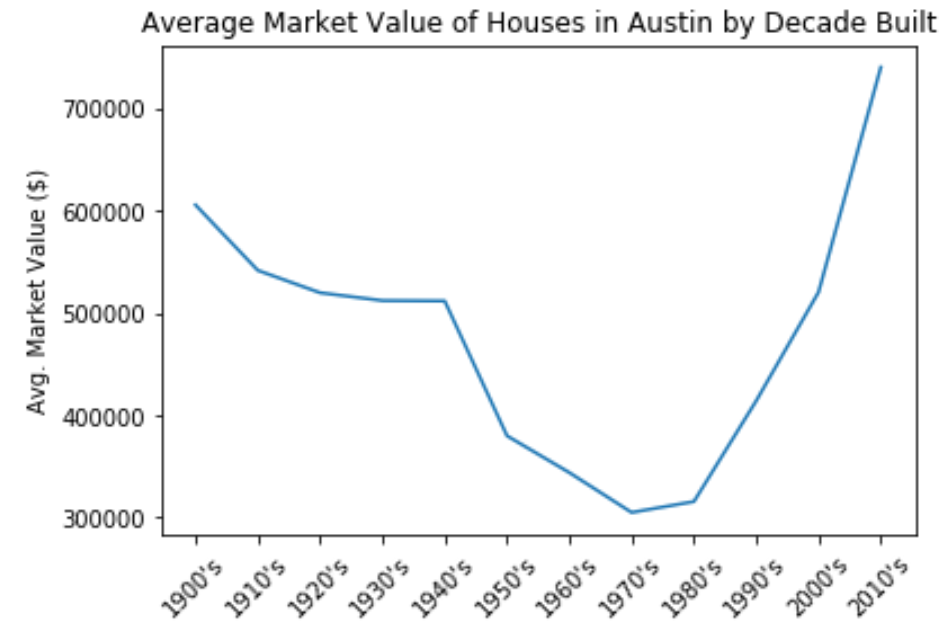 Average Market Value of Houses in Austin by Decade Built
Avg. Market Value ($)
700000
600000
500000
400000
300000
1900's
1910's
1920's
1930's
1940's
1950's
1960's
1970's
1980's
1990's
2000's
2010's